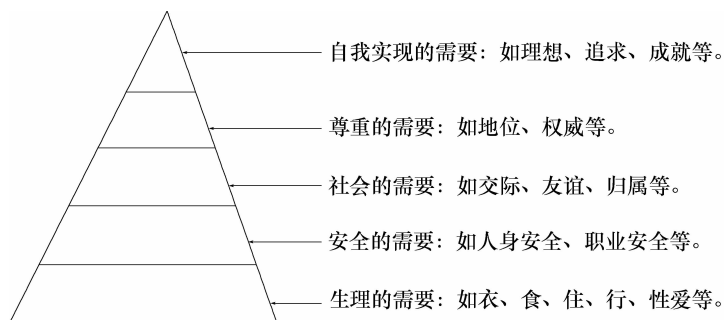 自我实现的需要：如理想、追求、成就等。
尊重的需要：如地位、权威等。
社会的需要：如交际、友谊、归属等。
安全的需要：如人身安全、职业安全等。
生理的需要：如衣、食、住、行、性爱等。